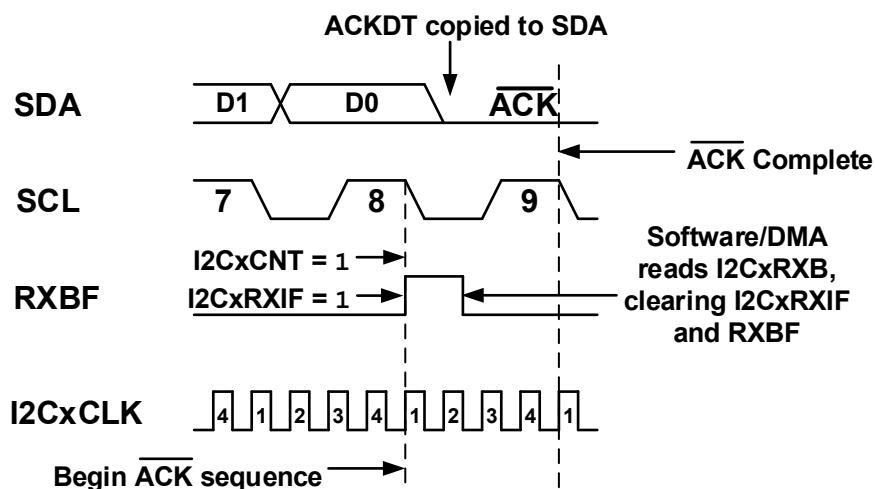 ACKDT copied to SDA
SDA
D1
D0
ACK
ACK Complete
SCL
7
8
9
I2CxCNT = 1
Software/DMA
reads I2CxRXB,
clearing I2CxRXIF
and RXBF
RXBF
I2CxRXIF = 1
I2CxCLK
4 1 2 3 4 1 2 3 4 1
Begin ACK sequence